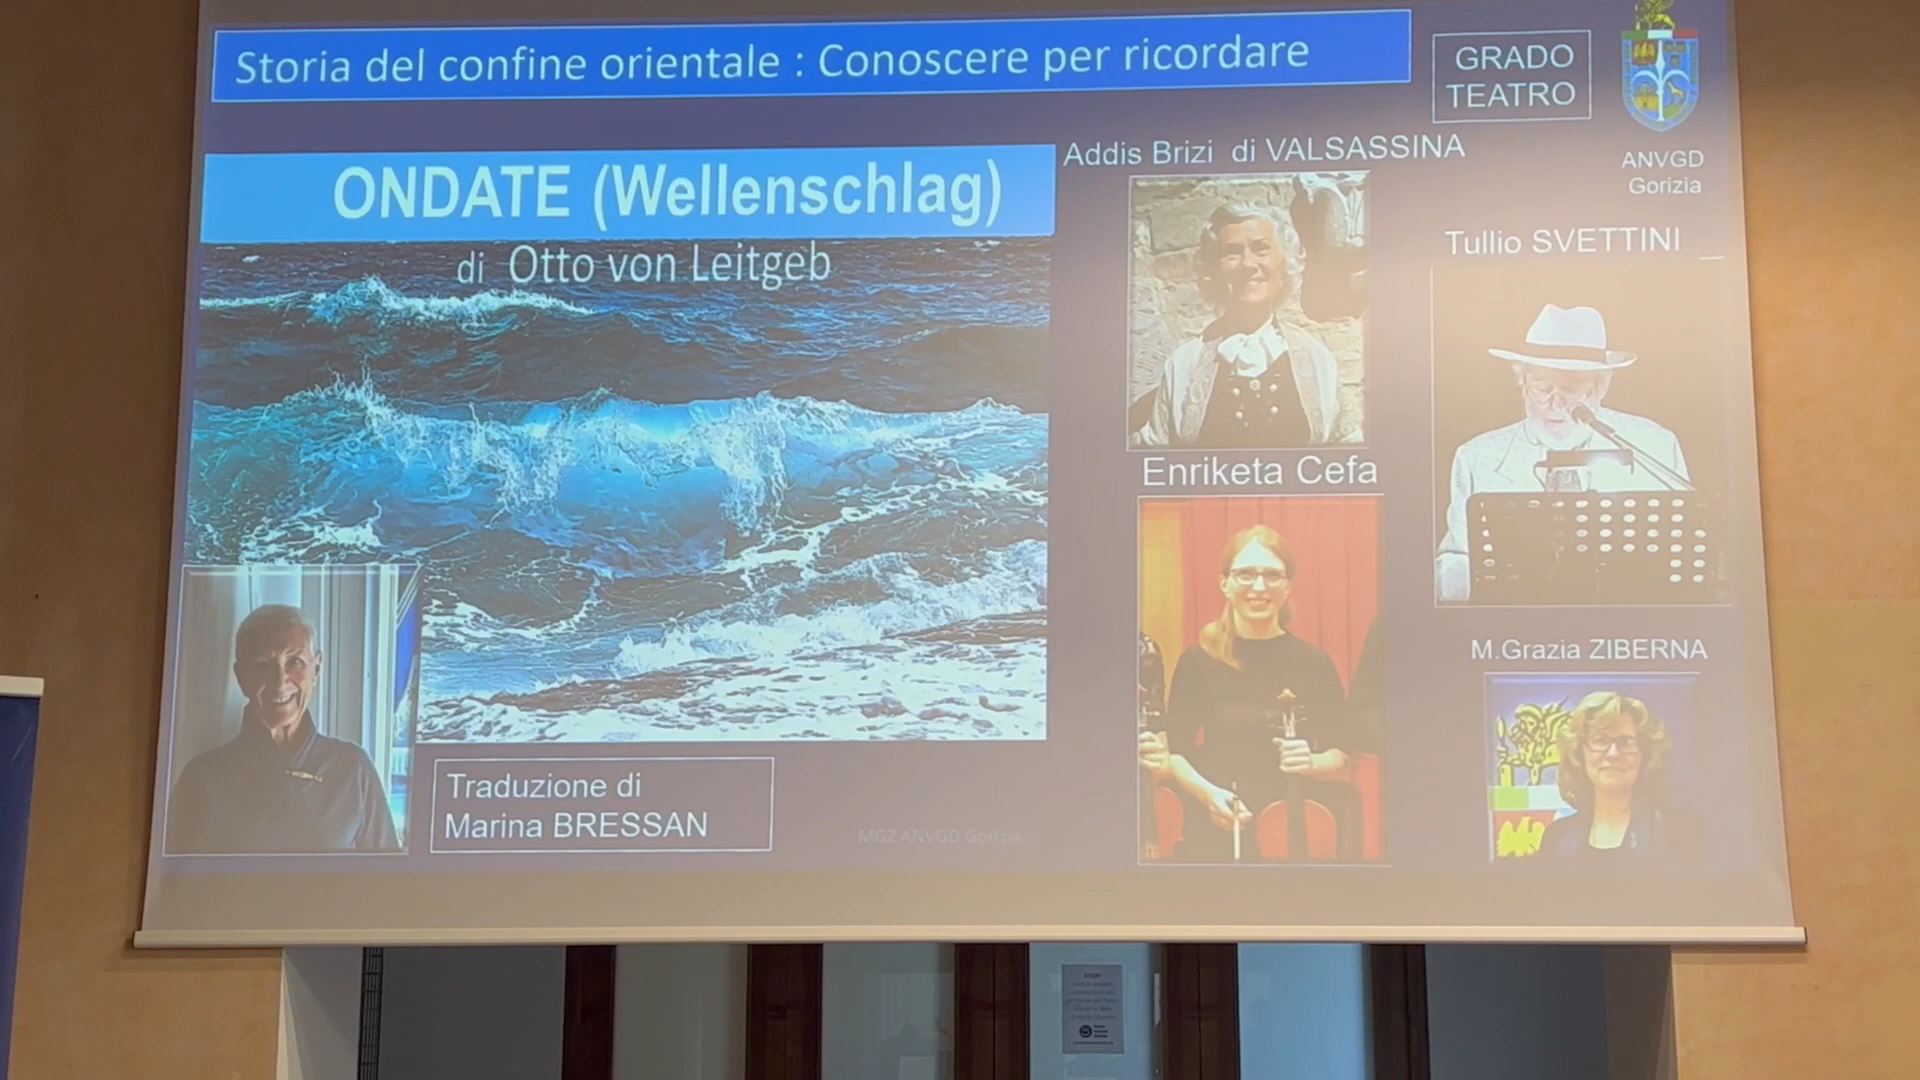 Storia del confine orientale : Conoscere per ricordare
GRADO
TEATRO
ANVGD
Gorizia
ONDATE (Wellenschlag)
di Otto von Leitgeb
Addis Brizi di VALSASSINA
Tullio SVETTINI _
Enriketa Cefa
M.Grazia ZIBERNA
Traduzione di
Marina BRESSAN
MGZ ANVGD Gorizia